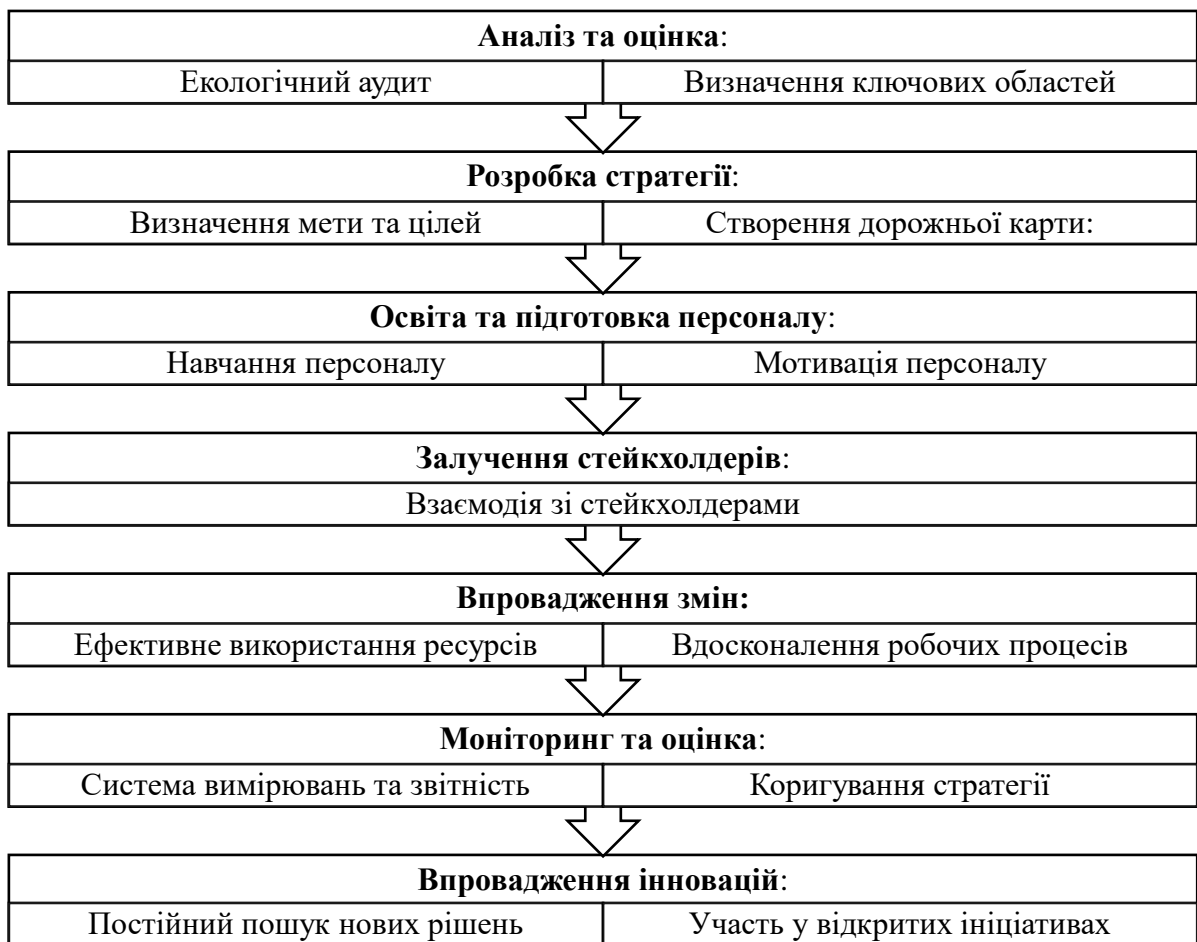 Аналіз та оцінка:
Екологічний аудит
Визначення ключових областей
Розробка стратегії:
Визначення мети та цілей
Створення дорожньої карти:
Освіта та підготовка персоналу:
Навчання персоналу
Мотивація персоналу
Залучення стейкхолдерів:
Взаємодія зі стейкхолдерами
Впровадження змін:
Ефективне використання ресурсів
Вдосконалення робочих процесів
Моніторинг та оцінка:
Система вимірювань та звітність
Коригування стратегії
Впровадження інновацій:
Постійний пошук нових рішень
Участь у відкритих ініціативах